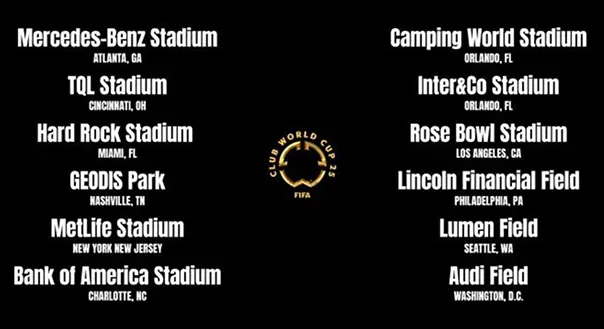 Mercedes-Benz Stadium
ATLANTA, GA
TQL Stadium
CINCINNATI, OH
Hard Rock Stadium
MIAMI, FL
GEODIS Park
NASHVILLE, TN
MetLife Stadium
NEW YORK NEW JERSEY
Bank of America Stadium
CHARLOTTE, NC
CLUB WORLD CUP 25
FIFA
Camping World Stadium
ORLANDO, FL
Inter&Co Stadium
ORLANDO, FL
Rose Bowl Stadium
LOS ANGELES, CA
Lincoln Financial Field
PHILADELPHIA, PA
Lumen Field
SEATTLE, WA
Audi Field
WASHINGTON, D.C.